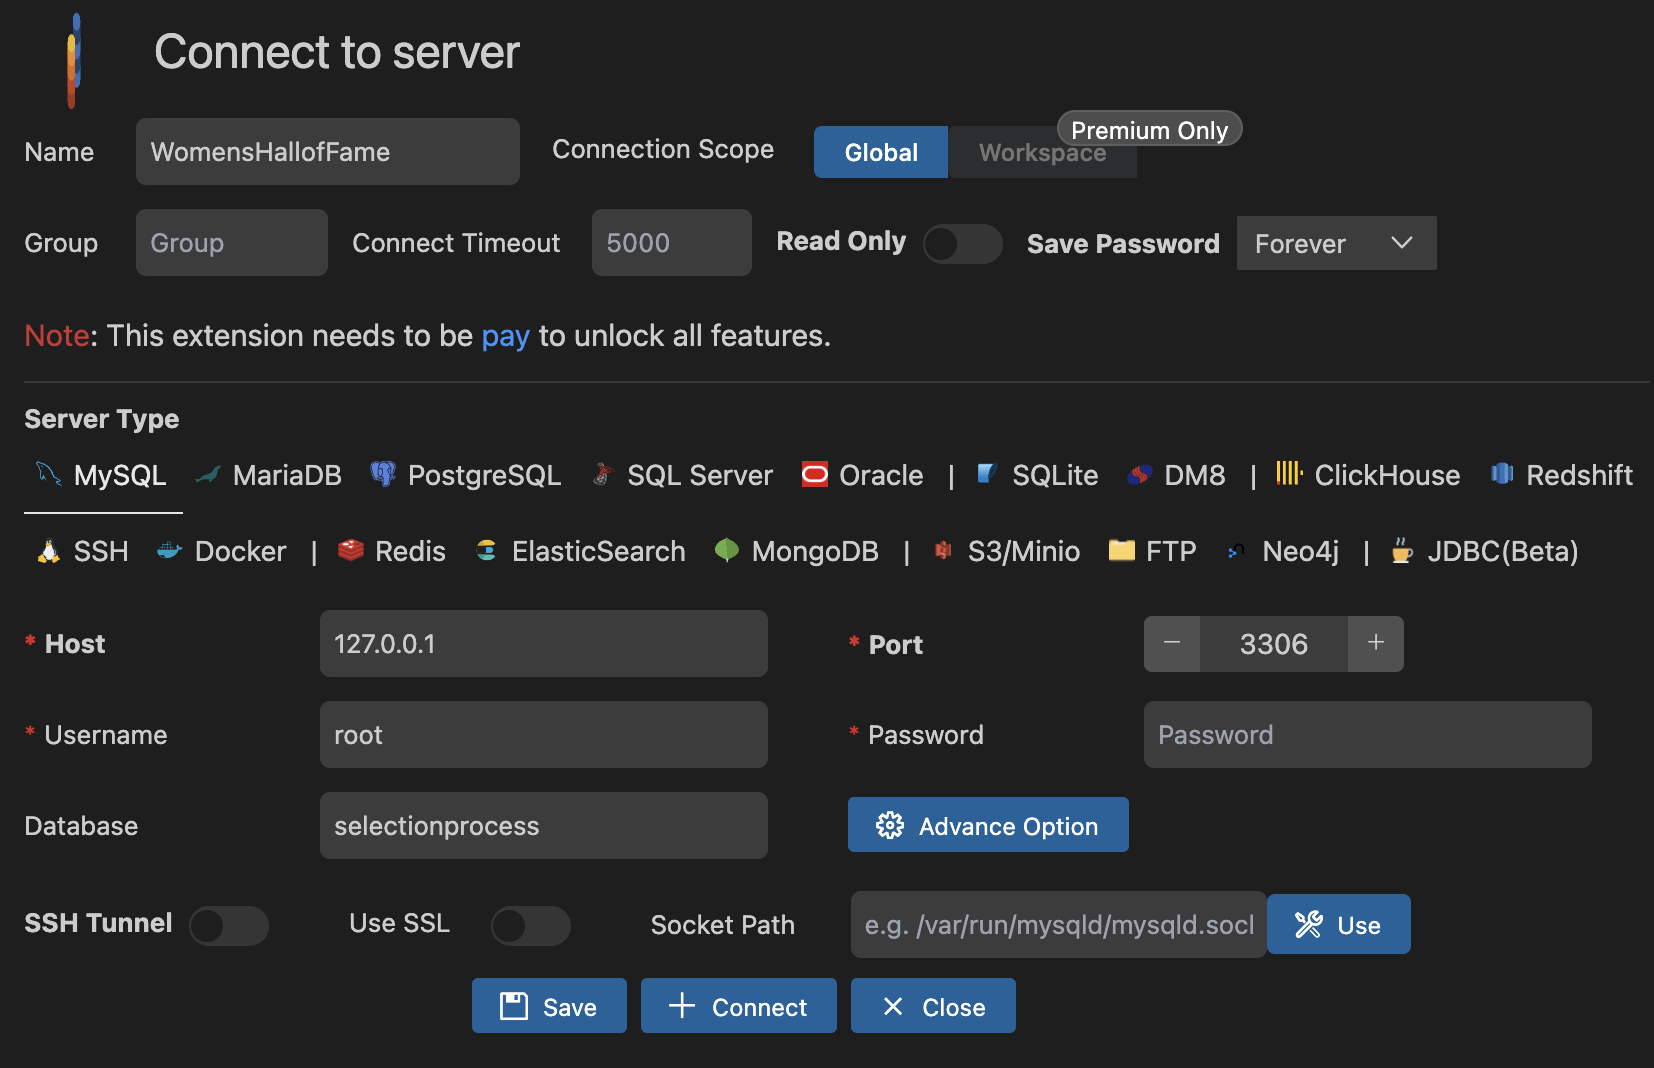 Connect to server
Name WomensHallofFame Connection Scope Global Workspace Premium Only
Group Group Connect Timeout 5000 Read Only Save Password Forever
Note: This extension needs to be pay to unlock all features.
Server Type
MySQL MariaDB PostgreSQL SQL Server Oracle | SQLite DM8 | ClickHouse Redshift
SSH Docker | Redis ElasticSearch MongoDB | S3/Minio FTP Neo4j | JDBC(Beta)
* Host 127.0.0.1 * Port − 3306 +
* Username root * Password Password
Database selectionprocess Advance Option
SSH Tunnel Use SSL Socket Path e.g. /var/run/mysqld/mysqld.socl Use
Save Connect Close